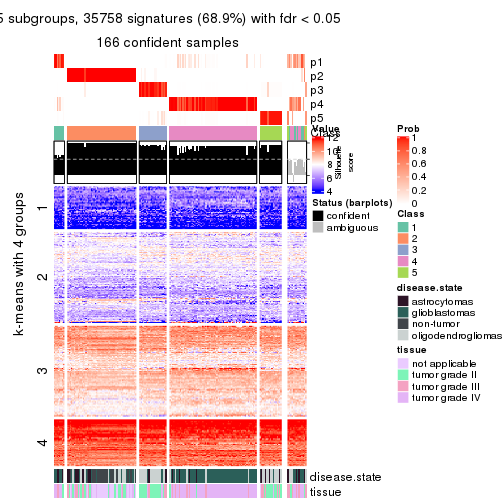 5 subgroups, 35758 signatures (68.9%) with fdr < 0.05
166 confident samples
p1
p2
p3
p4
p5
Class
k-means with 4 groups
1
2
3
4
Value
12
10
8
6
4
Silhouette
score
Status (barplots)
confident
ambiguous
Prob
1
0.8
0.6
0.4
0.2
0
Class
1
2
3
4
5
disease.state
astrocytomas
glioblastomas
non-tumor
oligodendrogliomas
tissue
not applicable
tumor grade II
tumor grade III
tumor grade IV
disease.state
tissue